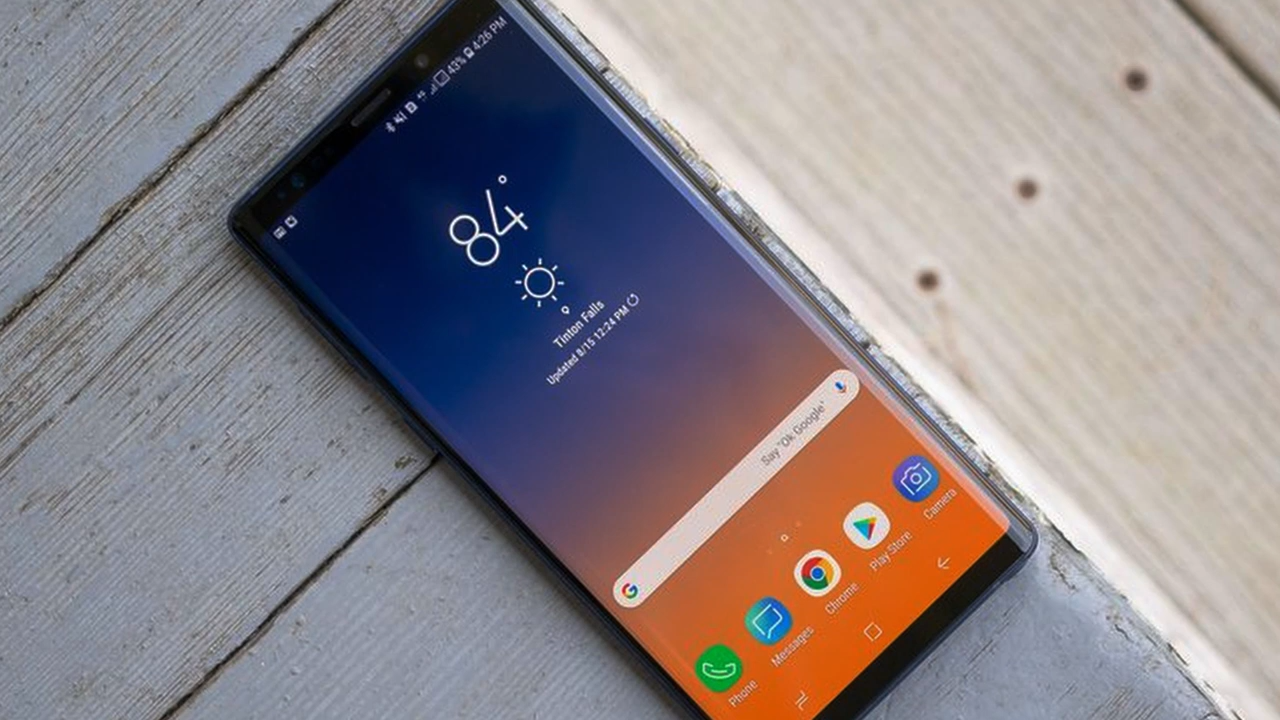 43% 4:26 PM
84°
Tinton Falls
Updated 8/15 12:24 PM
Say "Ok Google"
Phone
Messages
Chrome
Play Store
Camera